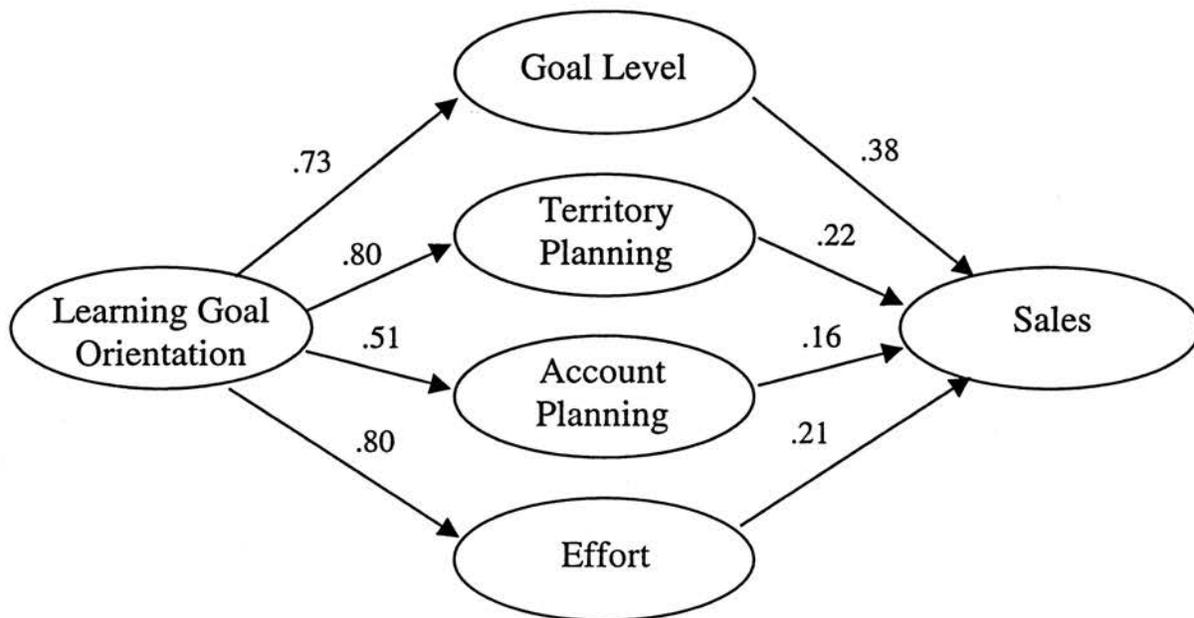 Goal Level
.73
.38
Territory
Planning
.80
.22
Learning Goal
Orientation
Sales
.51
.16
Account
Planning
.80
.21
Effort